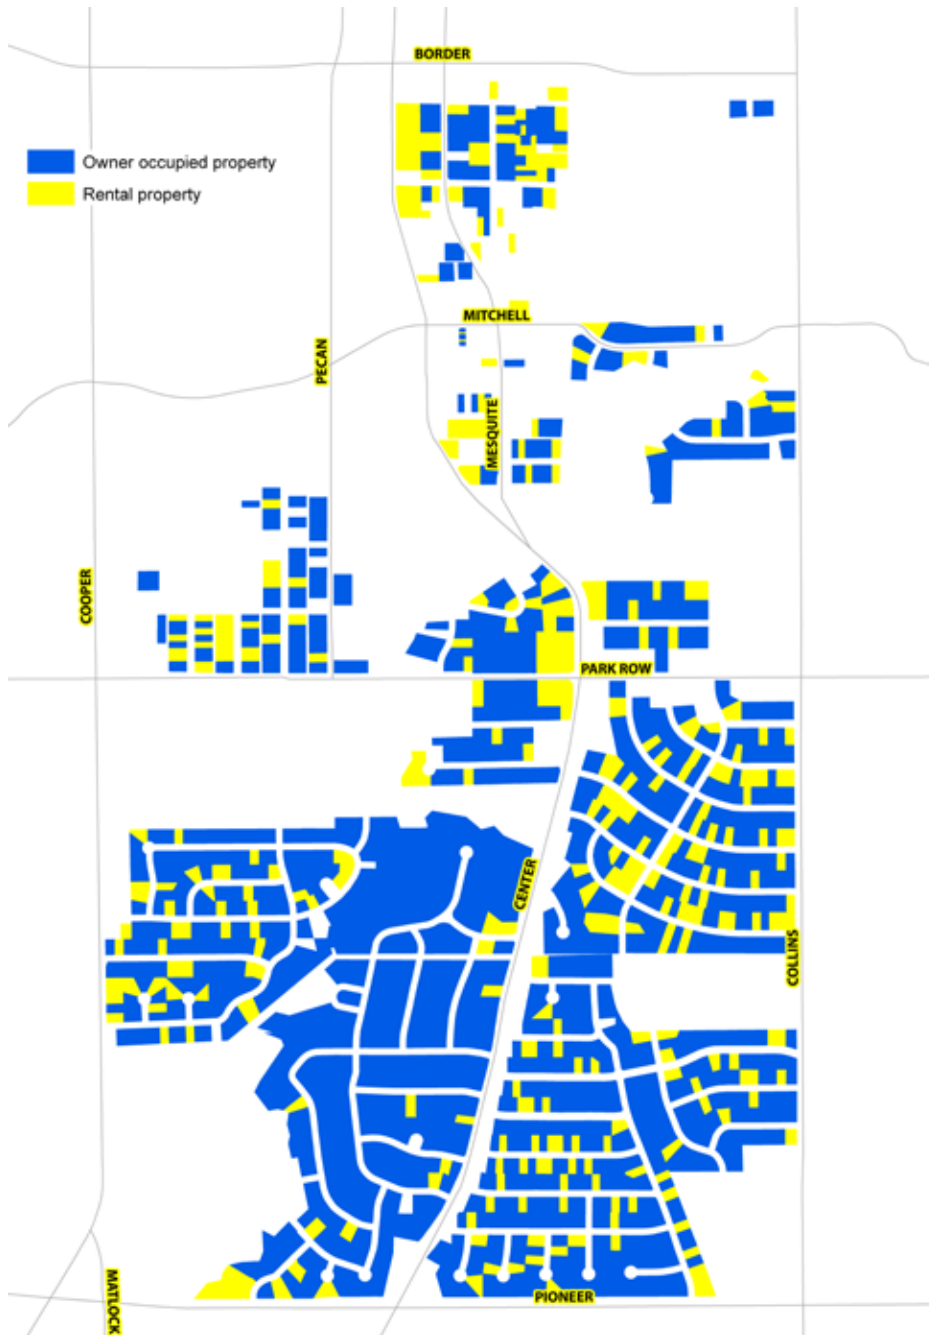 BORDER
Owner occupied property
Rental property
MITCHELL
PECAN
MESQUITE
COOPER
PARK ROW
CENTER
COLLINS
MATLOCK
PIONEER